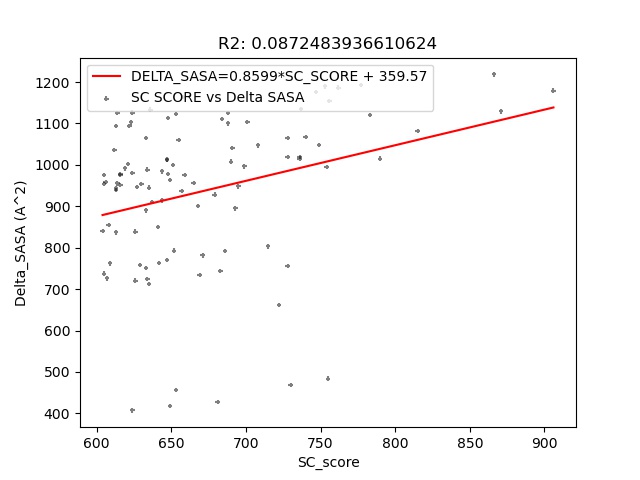 R2: 0.0872483936610624
DELTA_SASA=0.8599*SC_SCORE + 359.57
SC SCORE vs Delta SASA
Delta_SASA (A^2)
1200
1100
1000
900
800
700
600
500
400
600 650 700 750 800 850 900
SC_score